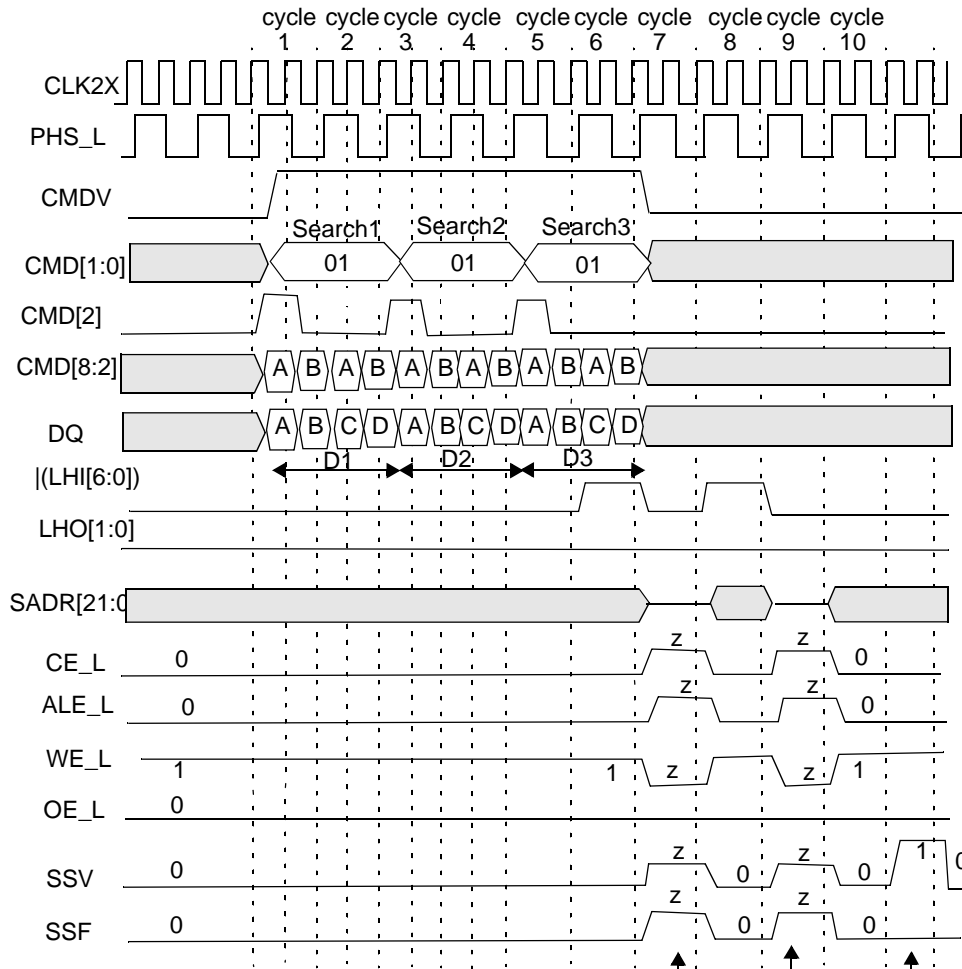 cycle cycle cycle cycle cycle cycle cycle cycle cycle cycle
1 2 3 4 5 6 7 8 9 10
CLK2X
PHS_L
CMDV
Search1 Search2 Search3
CMD[1:0] 01 01 01
CMD[2]
CMD[8:2] A B A B A B A B A B A B
DQ A B C D A B C D A B C D
D1 D2 D3
|(LHI[6:0])
LHO[1:0]
SADR[21:0
CE_L 0 z z 0
ALE_L 0 z z 0
WE_L 1 1 z z 1
OE_L 0
SSV 0 z 0 z 0 1 0
SSF 0 z 0 z 0